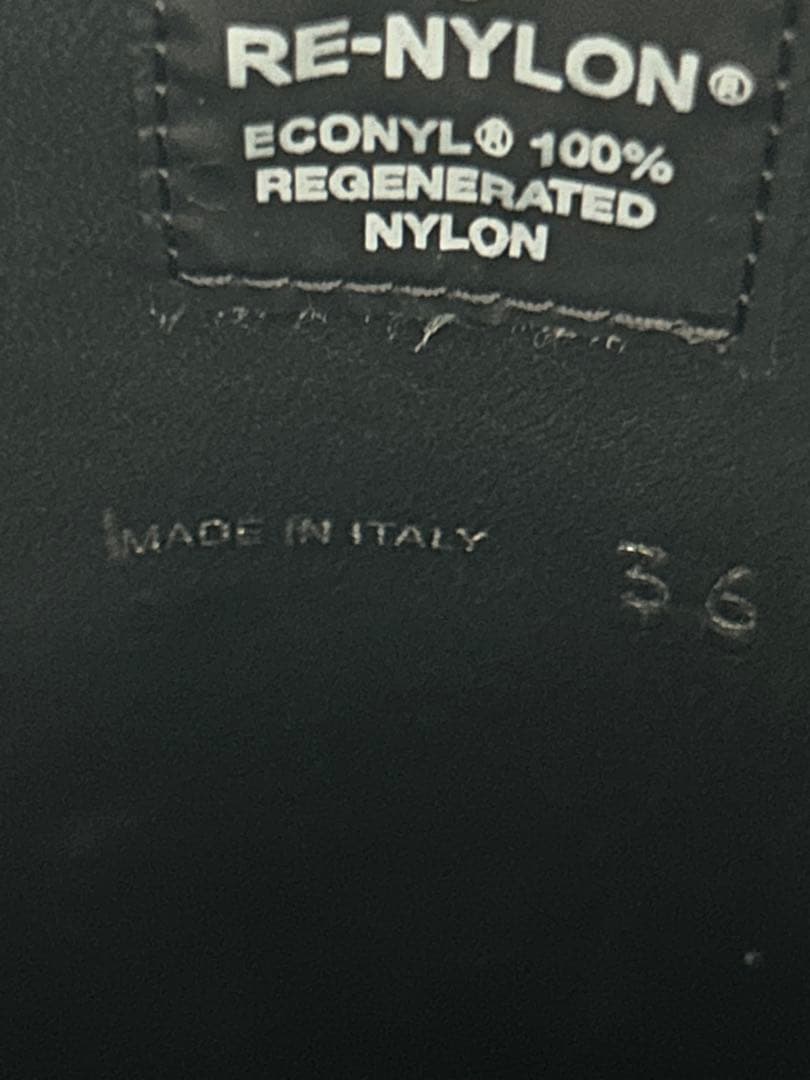 RE-NYLON®
ECONYL® 100%
REGENERATED
NYLON
MADE IN ITALY
36